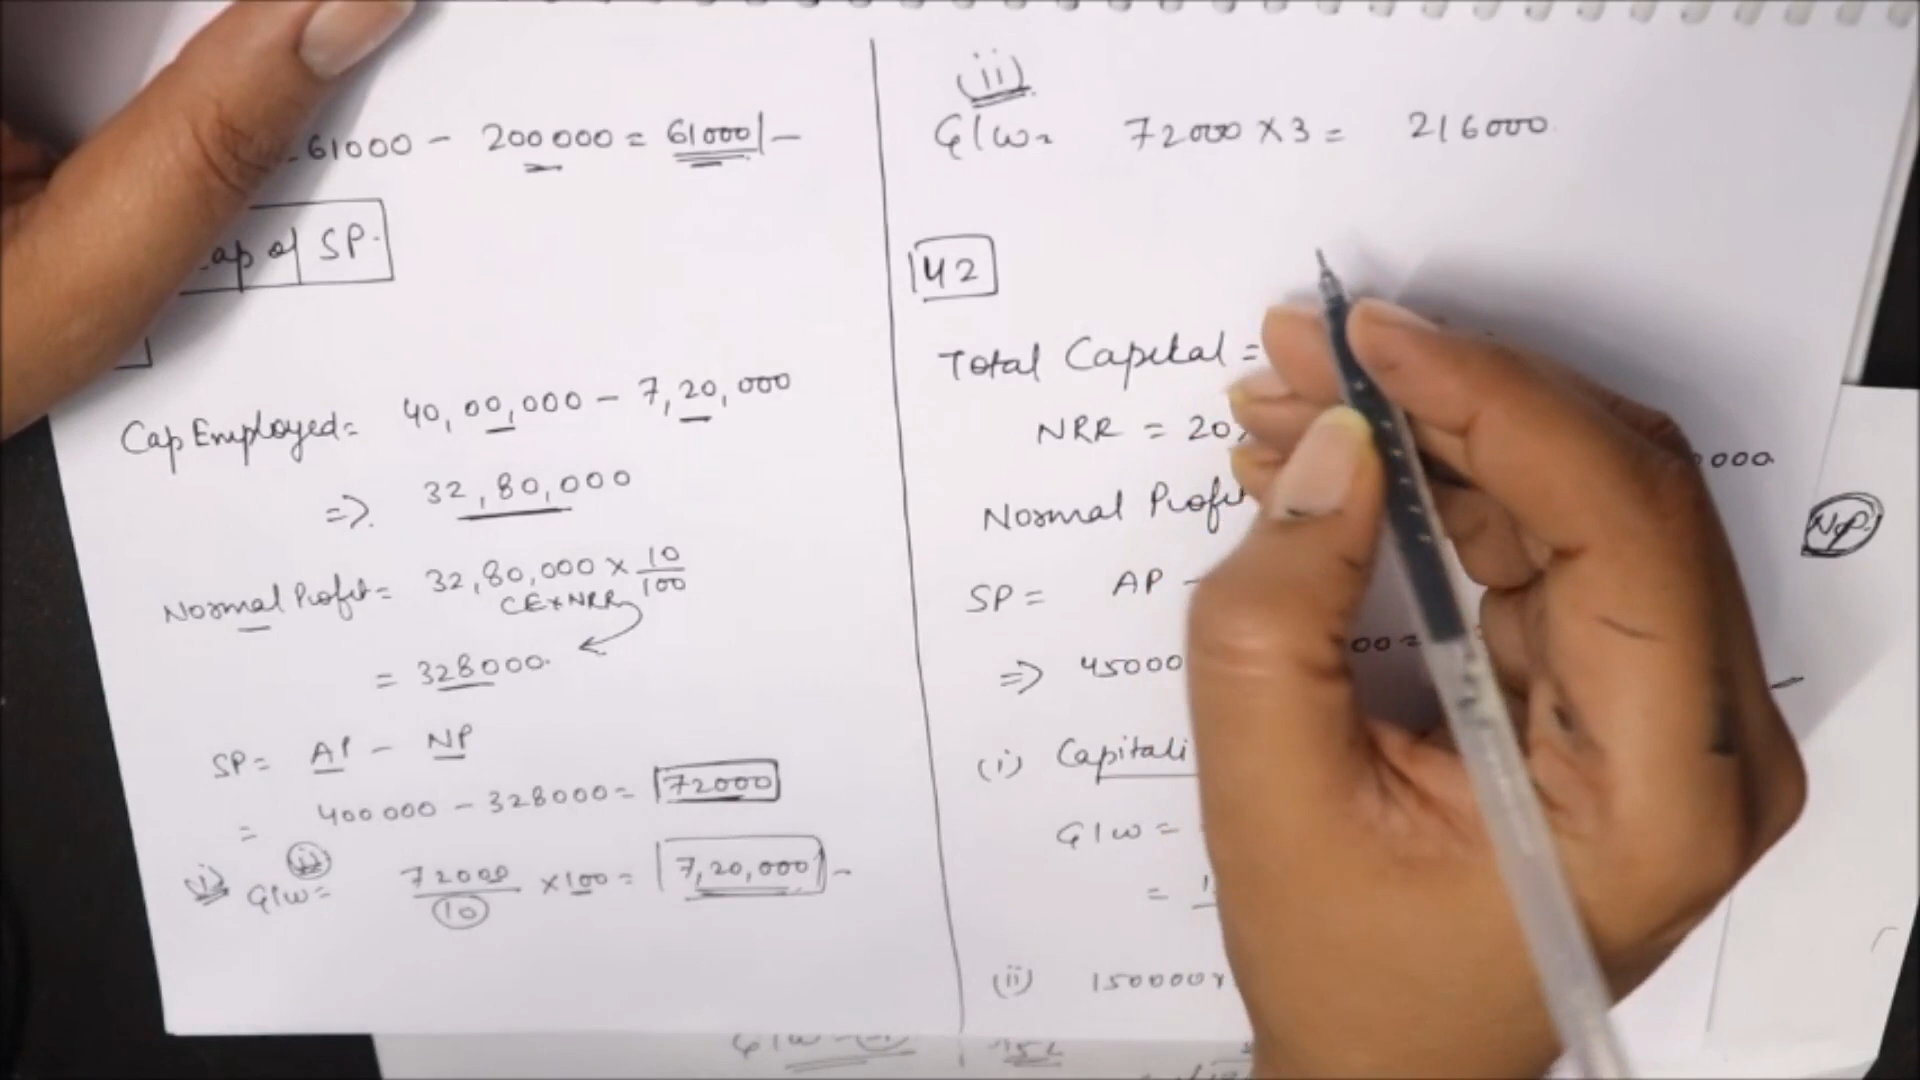 61000 - 200000 = 61000/-
ap of SP.
Cap Employed = 40,00,000 - 7,20,000
=> 32,80,000
Normal Profit = 32,80,000 × 10/100
CE×NRR
= 328000.
SP = AP - NP
= 400000 - 328000 = 72000
(i) (ii) G/W = 72000/10 ×100 = 7,20,000/-
(ii)
G/W = 72000 ×3 = 216000
42
Total Capital =
NRR = 20
000
Normal Profit
NP
SP = AP -
=> 45000
00 =
(i) Capitali
G/W =
=
(ii) 150000×
G/W